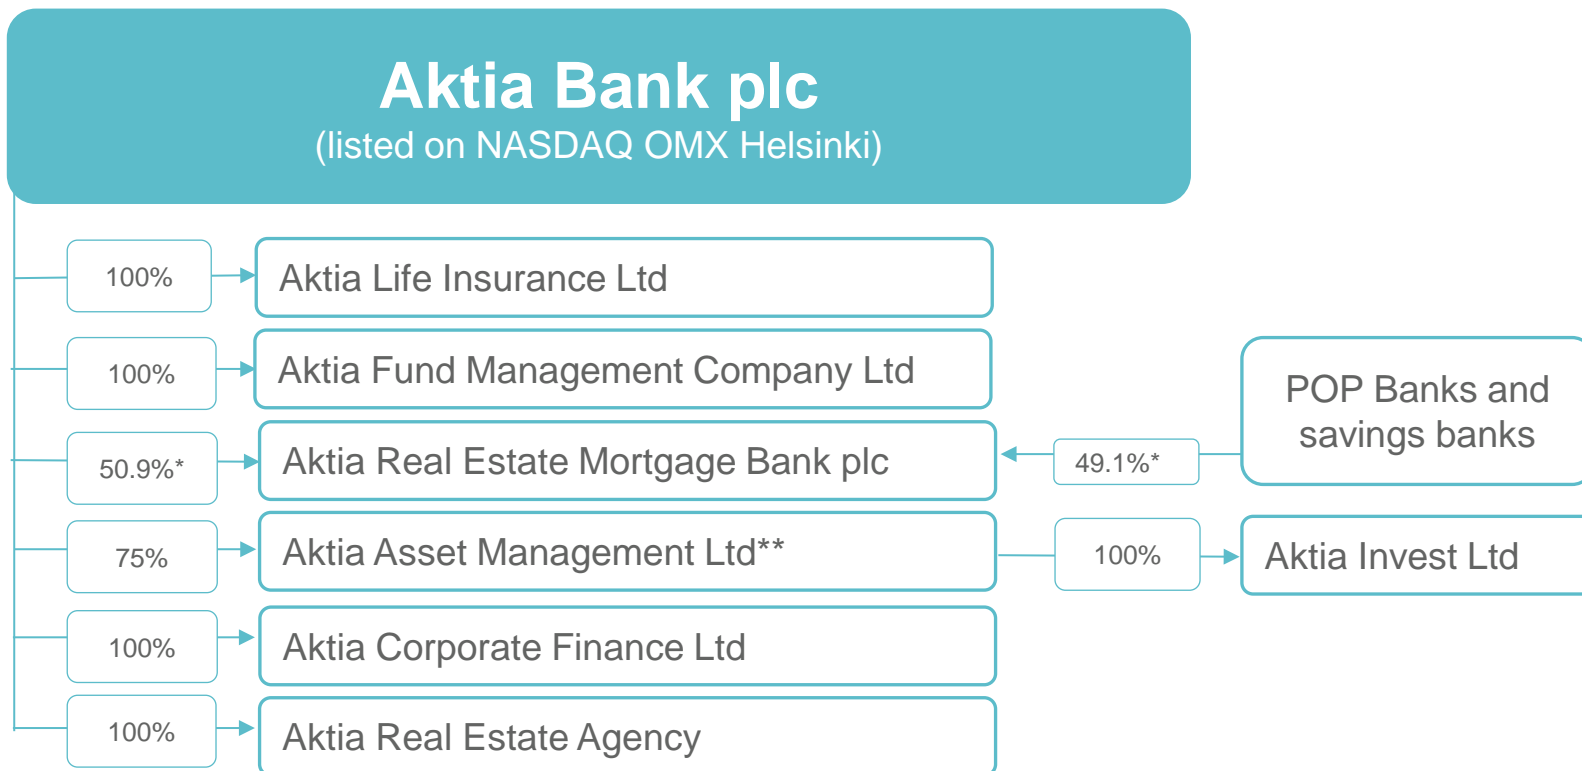 Aktia Bank plc
(listed on NASDAQ OMX Helsinki)
100%
Aktia Life Insurance Ltd
100%
Aktia Fund Management Company Ltd
POP Banks and
savings banks
50.9%*
Aktia Real Estate Mortgage Bank plc
49.1%*
75%
Aktia Asset Management Ltd**
100%
Aktia Invest Ltd
100%
Aktia Corporate Finance Ltd
100%
Aktia Real Estate Agency